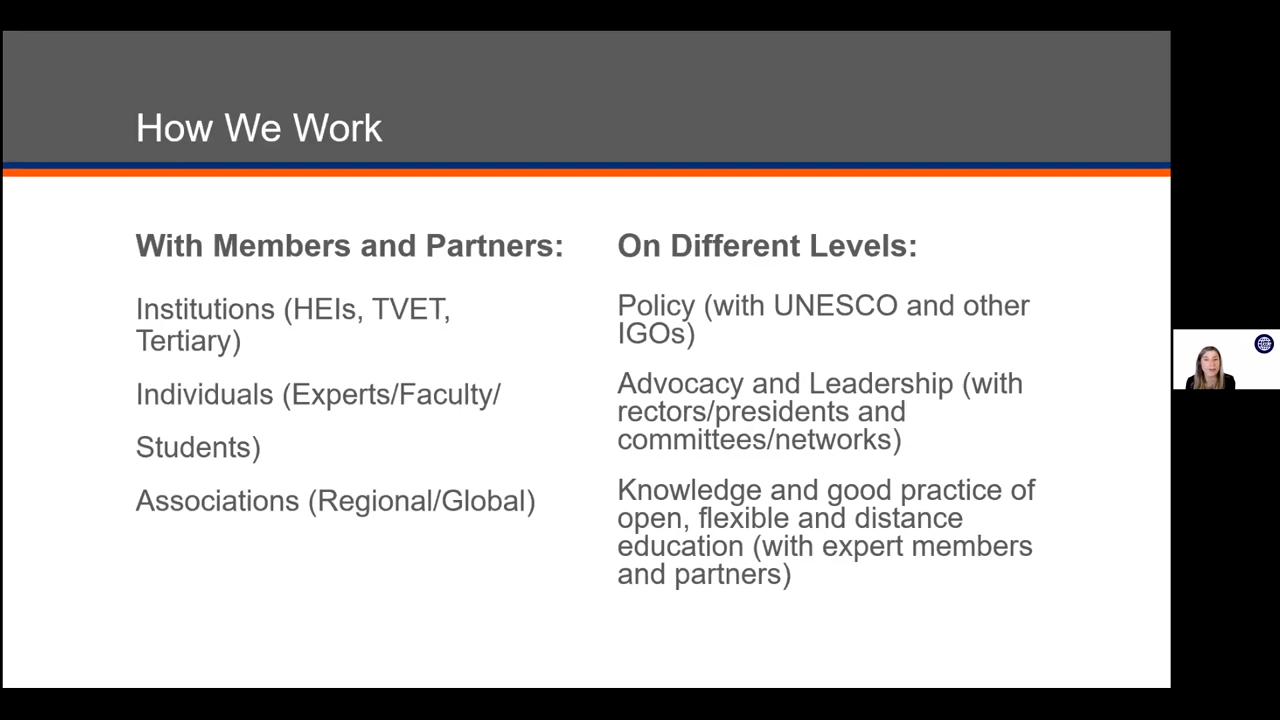 How We Work
With Members and Partners:
Institutions (HEIs, TVET,
Tertiary)
Individuals (Experts/Faculty/
Students)
Associations (Regional/Global)
On Different Levels:
Policy (with UNESCO and other
IGOs)
Advocacy and Leadership (with
rectors/presidents and
committees/networks)
Knowledge and good practice of
open, flexible and distance
education (with expert members
and partners)